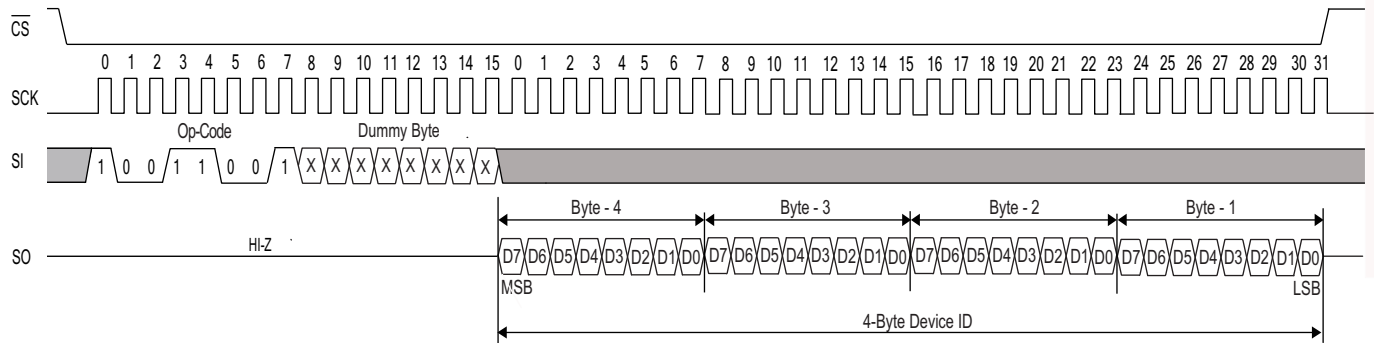 CS
0 1 2 3 4 5 6 7 8 9 10 11 12 13 14 15 0 1 2 3 4 5 6 7 8 9 10 11 12 13 14 15 16 17 18 19 20 21 22 23 24 25 26 27 28 29 30 31
SCK
Op-Code Dummy Byte
SI 1 0 0 1 1 0 0 1 X X X X X X X X
Byte - 4 Byte - 3 Byte - 2 Byte - 1
SO HI-Z D7 D6 D5 D4 D3 D2 D1 D0 D7 D6 D5 D4 D3 D2 D1 D0 D7 D6 D5 D4 D3 D2 D1 D0 D7 D6 D5 D4 D3 D2 D1 D0
MSB LSB
4-Byte Device ID